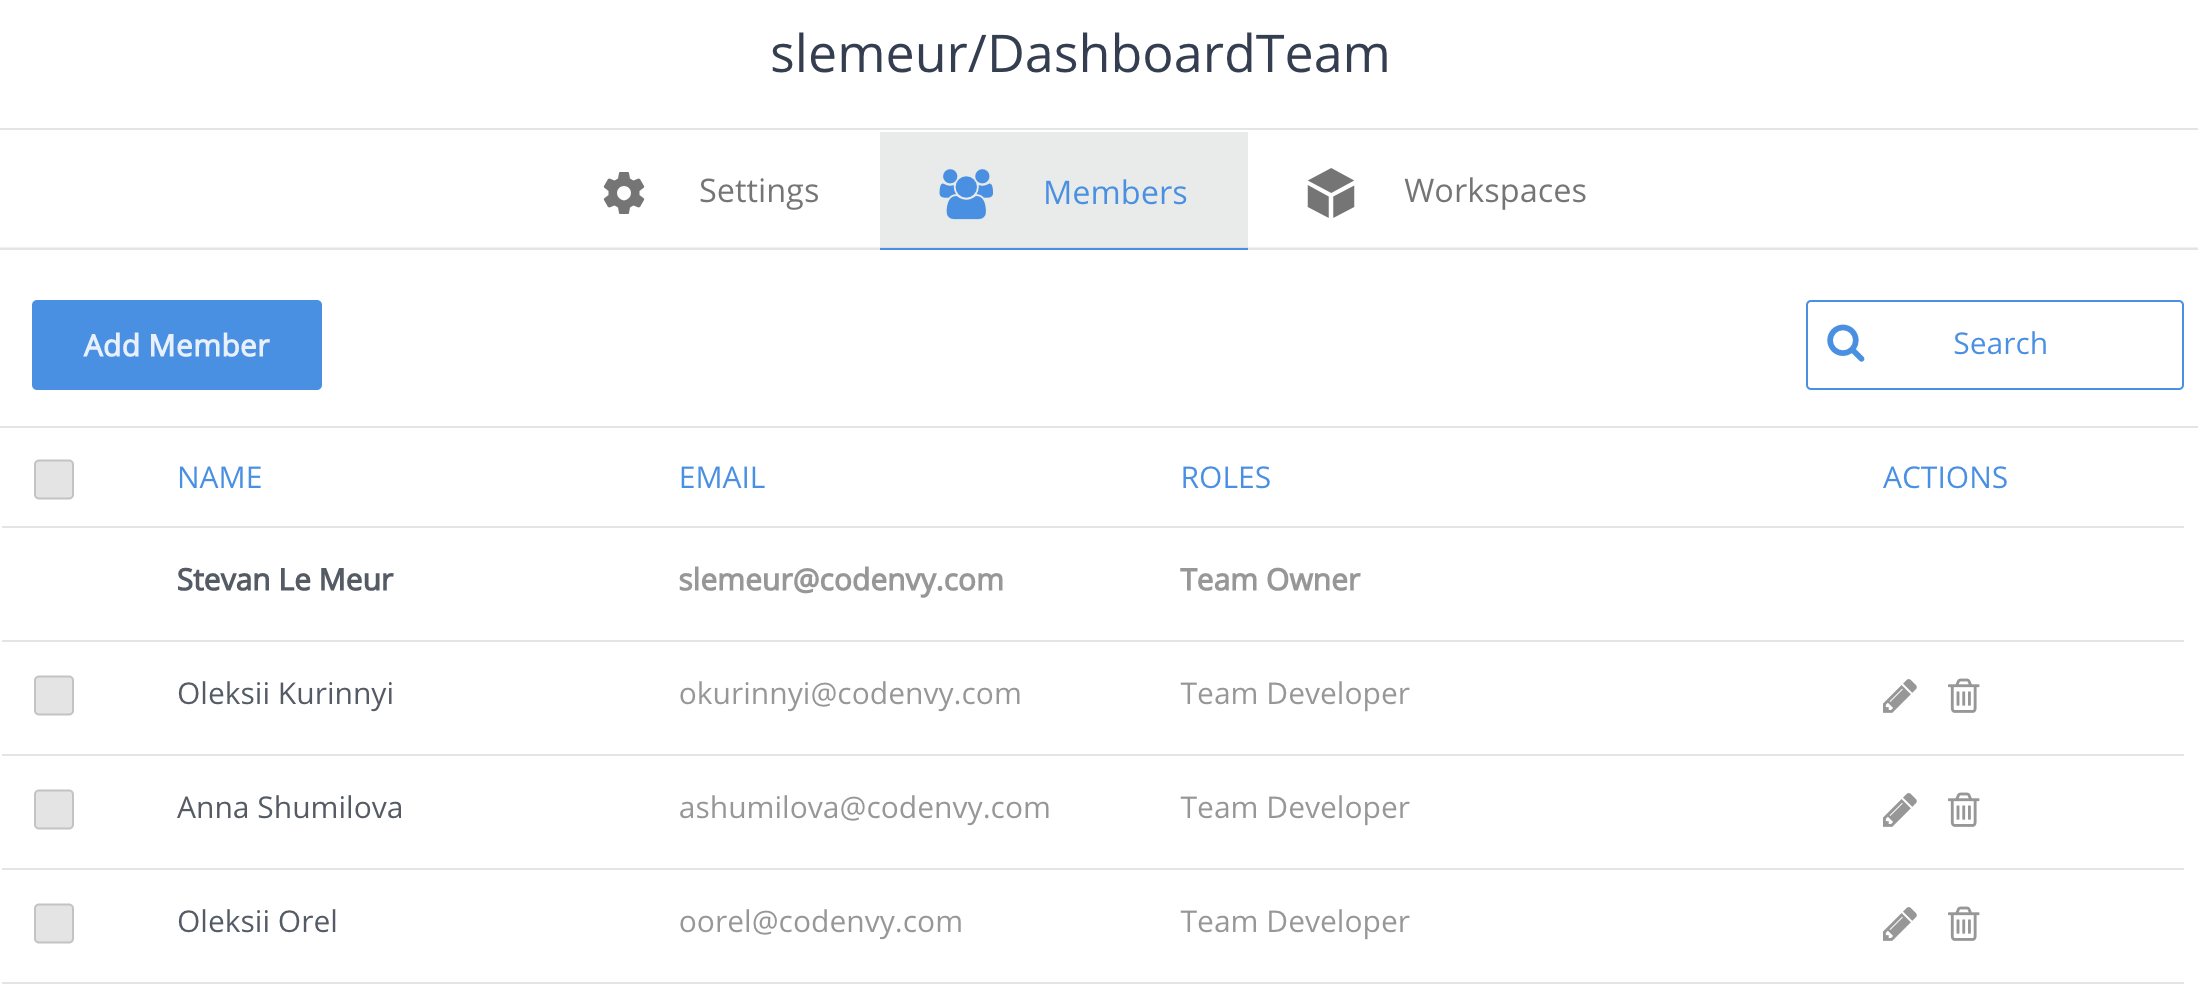 slemeur/DashboardTeam
Settings Members Workspaces
Add Member Search
NAME EMAIL ROLES ACTIONS
Stevan Le Meur slemeur@codenvy.com Team Owner
Oleksii Kurinnyi okurinnyi@codenvy.com Team Developer
Anna Shumilova ashumilova@codenvy.com Team Developer
Oleksii Orel oorel@codenvy.com Team Developer